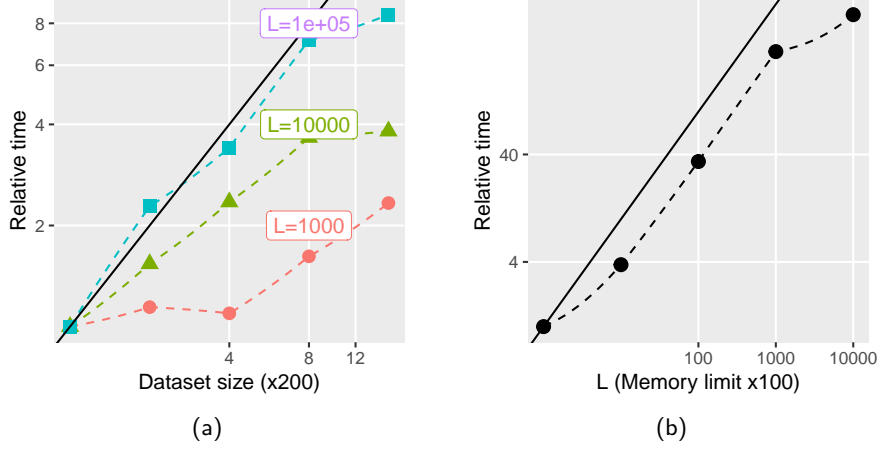 8
6
4
2
Relative time
L=1e+05
L=10000
L=1000
4 8 12
Dataset size (x200)
(a)
40
4
Relative time
100 1000 10000
L (Memory limit x100)
(b)